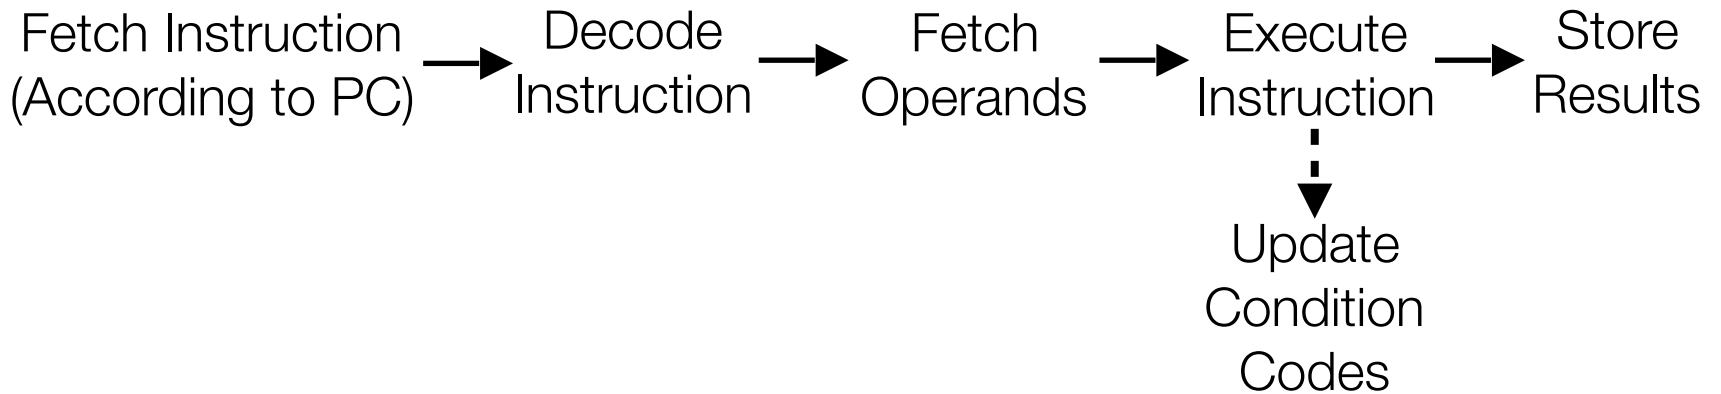 Fetch Instruction
(According to PC)
Decode
Instruction
Fetch
Operands
Execute
Instruction
Store
Results
Update
Condition
Codes